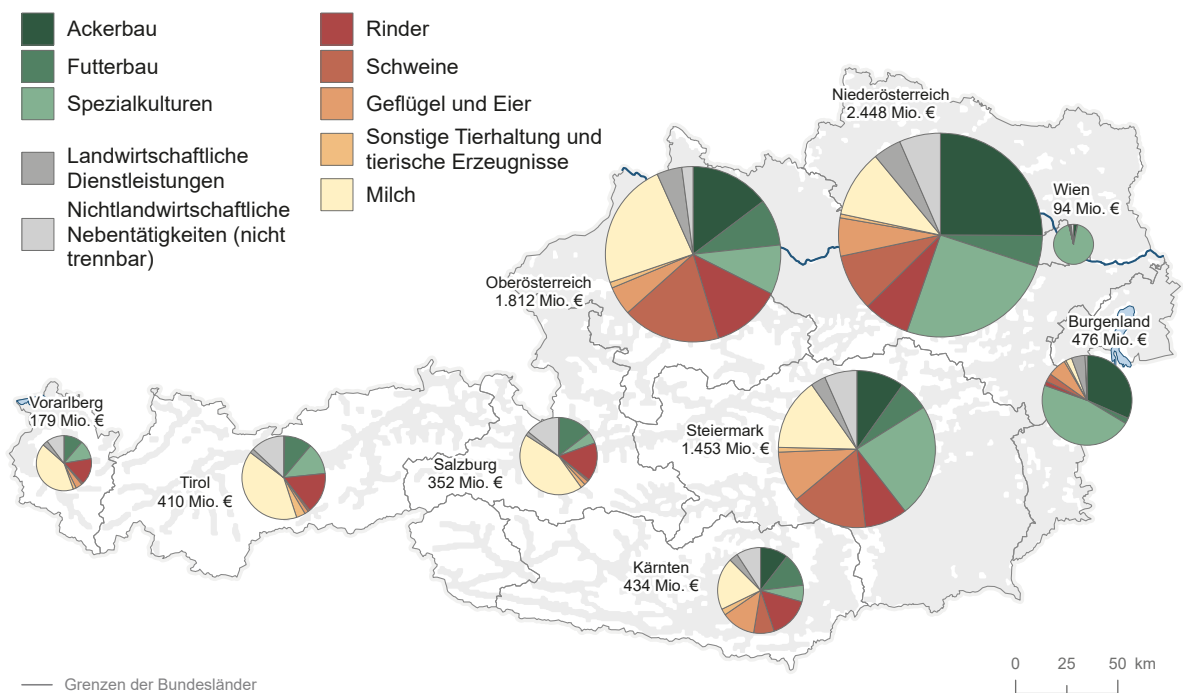 Ackerbau
Futterbau
Spezialkulturen
Landwirtschaftliche
Dienstleistungen
Nichtlandwirtschaftliche
Nebentätigkeiten (nicht
trennbar)
Rinder
Schweine
Geflügel und Eier
Sonstige Tierhaltung und
tierische Erzeugnisse
Milch
Niederösterreich
2.448 Mio. €
Wien
94 Mio. €
Oberösterreich
1.812 Mio. €
Burgenland
476 Mio. €
Vorarlberg
179 Mio. €
Steiermark
1.453 Mio. €
Salzburg
352 Mio. €
Tirol
410 Mio. €
Kärnten
434 Mio. €
0 25 50 km
Grenzen der Bundesländer